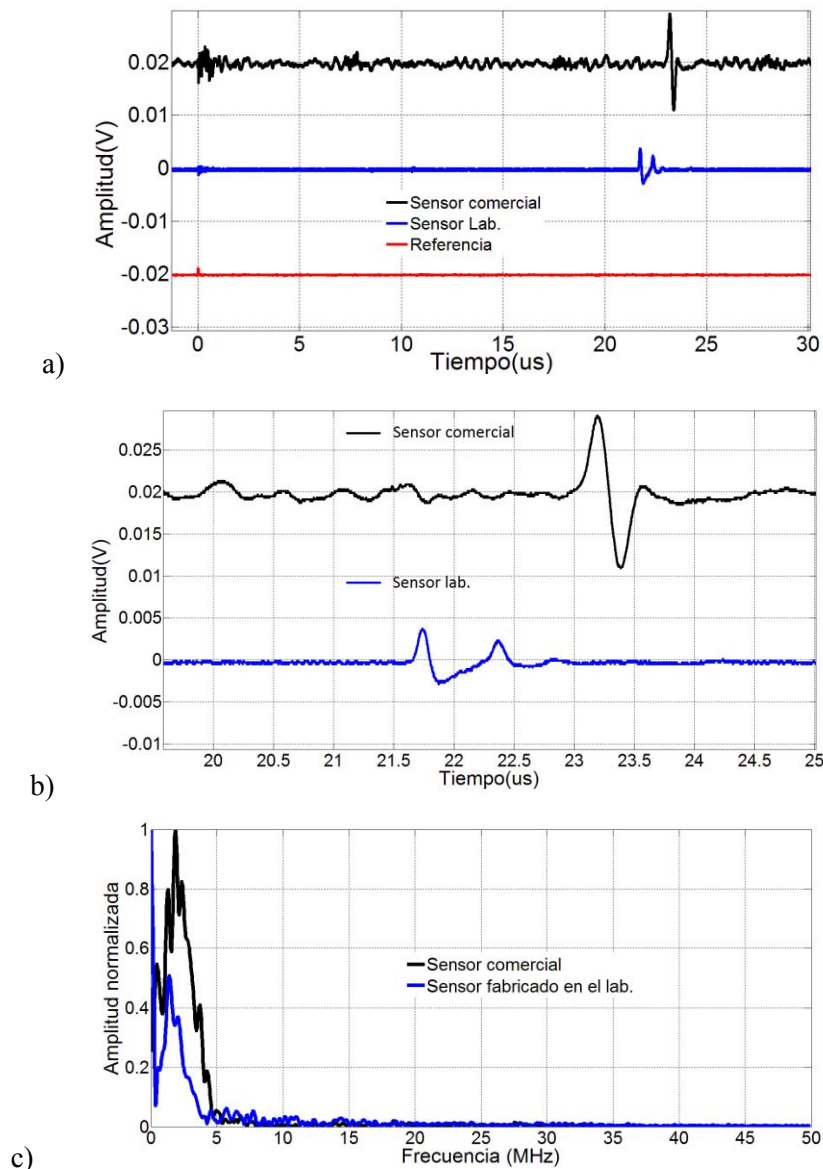 Amplitud(V)
0.02
0.01
0
-0.01
-0.02
-0.03
Sensor comercial
Sensor Lab.
Referencia
0 5 10 15 20 25 30
Tiempo(us)
a)
Amplitud(V)
0.025
0.02
0.015
0.01
0.005
0
-0.005
-0.01
Sensor comercial
Sensor lab.
20 20.5 21 21.5 22 22.5 23 23.5 24 24.5 25
Tiempo(us)
b)
Amplitud normalizada
1
0.8
0.6
0.4
0.2
0
Sensor comercial
Sensor fabricado en el lab.
0 5 10 15 20 25 30 35 40 45 50
Frecuencia (MHz)
c)